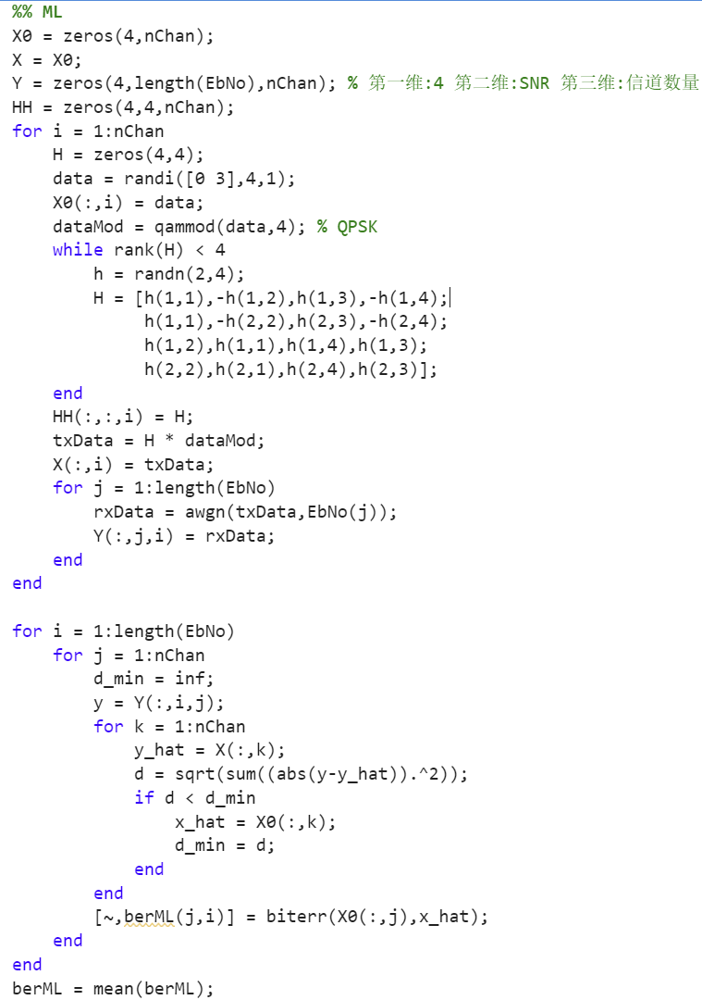 %% ML
X0 = zeros(4,nChan);
X = X0;
Y = zeros(4,length(EbNo),nChan); % 第一维:4 第二维:SNR 第三维:信道数量
HH = zeros(4,4,nChan);
for i = 1:nChan
    H = zeros(4,4);
    data = randi([0 3],4,1);
    X0(:,i) = data;
    dataMod = qammod(data,4); % QPSK
    while rank(H) < 4
        h = randn(2,4);
        H = [h(1,1),-h(1,2),h(1,3),-h(1,4);
             h(1,1),-h(2,2),h(2,3),-h(2,4);
             h(1,2),h(1,1),h(1,4),h(1,3);
             h(2,2),h(2,1),h(2,4),h(2,3)];
    end
    HH(:,:,i) = H;
    txData = H * dataMod;
    X(:,i) = txData;
    for j = 1:length(EbNo)
        rxData = awgn(txData,EbNo(j));
        Y(:,j,i) = rxData;
    end
end

for i = 1:length(EbNo)
    for j = 1:nChan
        d_min = inf;
        y = Y(:,i,j);
        for k = 1:nChan
            y_hat = X(:,k);
            d = sqrt(sum((abs(y-y_hat)).^2));
            if d < d_min
                x_hat = X0(:,k);
                d_min = d;
            end
        end
        [~,berML(j,i)] = biterr(X0(:,j),x_hat);
    end
end
berML = mean(berML);